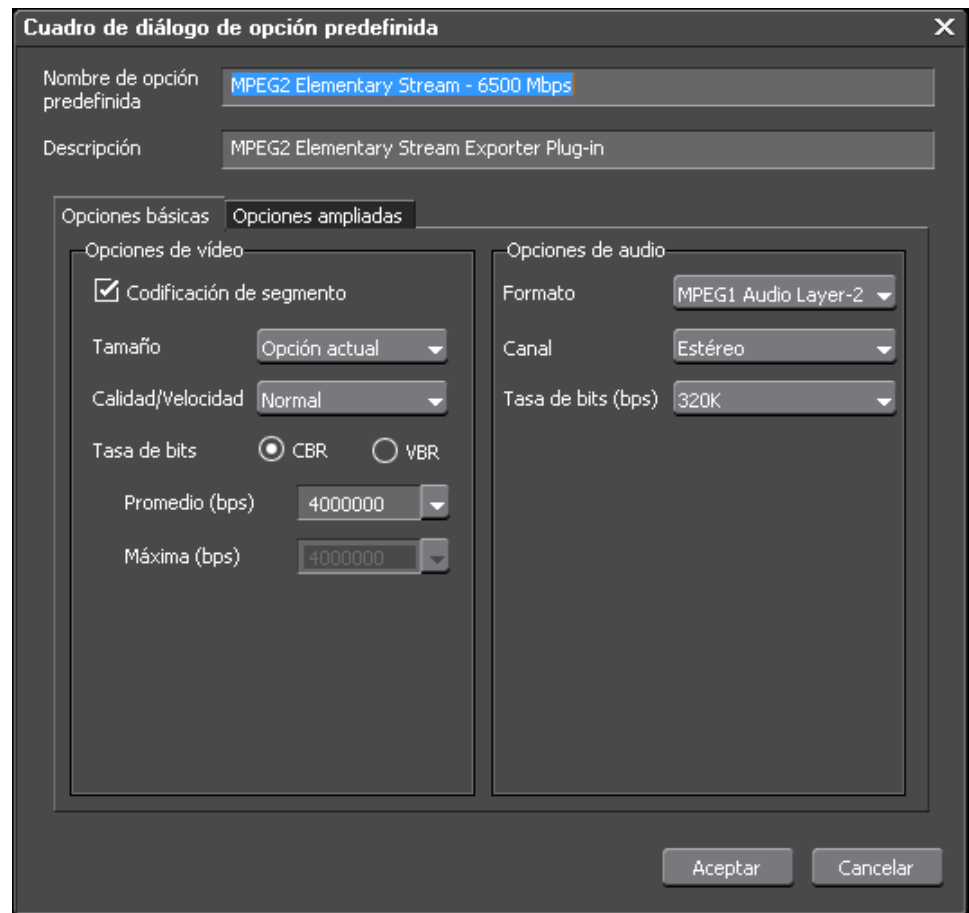 Cuadro de diálogo de opción predefinida
Nombre de opción
predefinida
MPEG2 Elementary Stream - 6500 Mbps
Descripción
MPEG2 Elementary Stream Exporter Plug-in
Opciones básicas
Opciones ampliadas
Opciones de vídeo
Codificación de segmento
Tamaño
Opción actual
Calidad/Velocidad
Normal
Tasa de bits
CBR
VBR
Promedio (bps)
4000000
Máxima (bps)
4000000
Opciones de audio
Formato
MPEG1 Audio Layer-2
Canal
Estéreo
Tasa de bits (bps)
320K
Aceptar
Cancelar